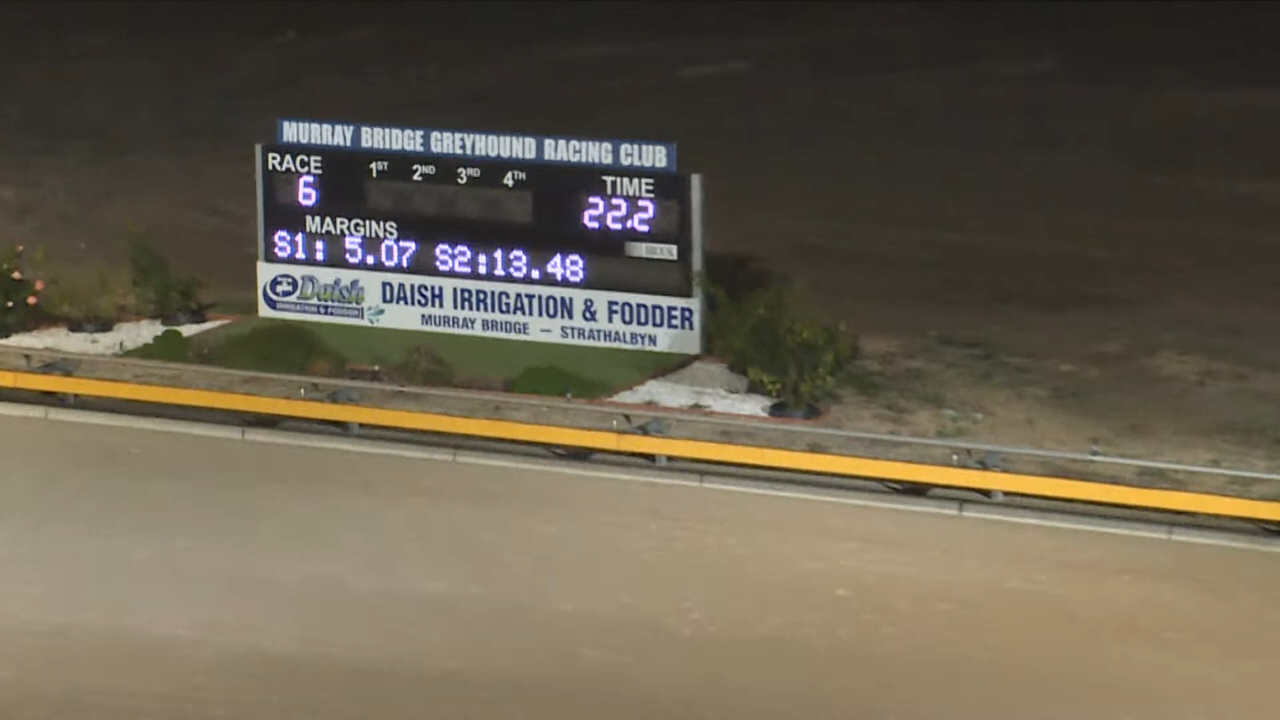 MURRAY BRIDGE GREYHOUND RACING CLUB
RACE 1ST 2ND 3RD 4TH TIME
6 22.2
MARGINS
S1: 5.07 S2:13.48
Daish DAISH IRRIGATION & FODDER
IRRIGATION & FODDER MURRAY BRIDGE — STRATHALBYN